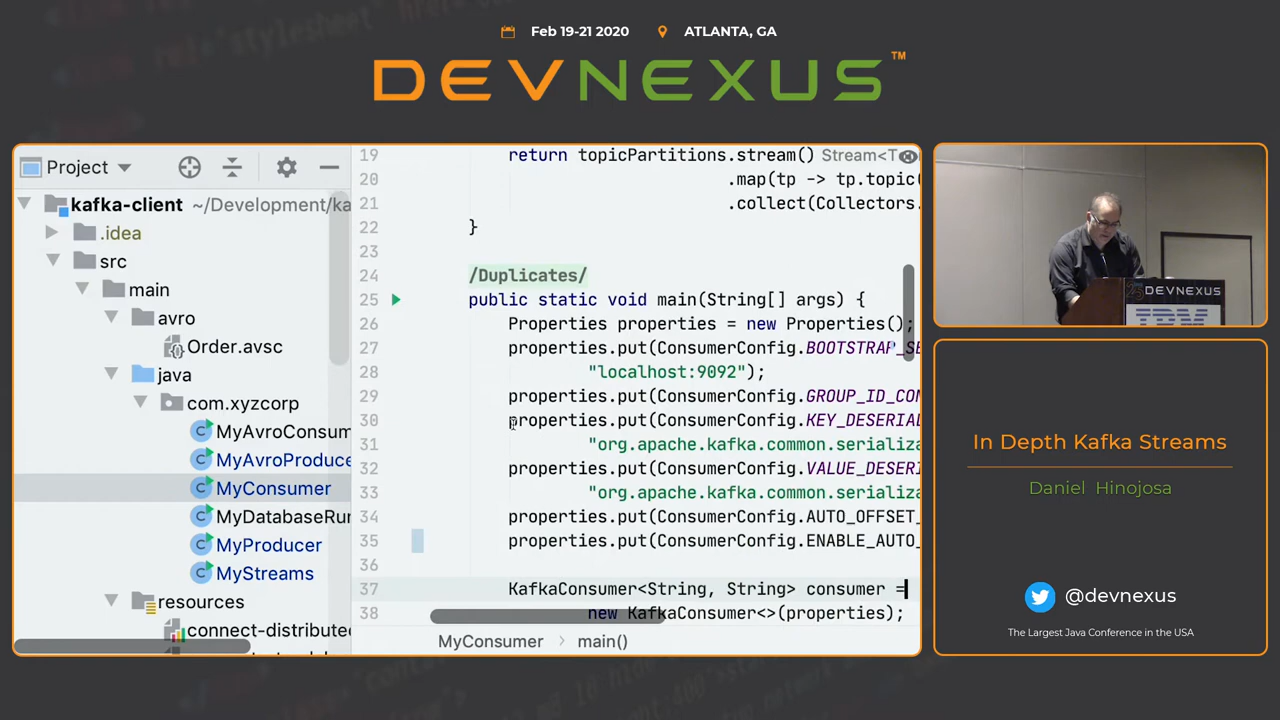 Feb 19-21 2020 ATLANTA, GA
DEVNEXUS™
Project
kafka-client ~/Development/ka
.idea
src
main
avro
Order.avsc
java
com.xyzcorp
MyAvroConsum
MyAvroProduce
MyConsumer
MyDatabaseRun
MyProducer
MyStreams
resources
connect-distribute
19 return topicPartitions.stream() Stream<T
20 .map(tp -> tp.topic(
21 .collect(Collectors.
22 }
23
24 /Duplicates/
25 public static void main(String[] args) {
26 Properties properties = new Properties();
27 properties.put(ConsumerConfig.BOOTSTRAP_SE
28 "localhost:9092");
29 properties.put(ConsumerConfig.GROUP_ID_CON
30 properties.put(ConsumerConfig.KEY_DESERIAL
31 "org.apache.kafka.common.serializa
32 properties.put(ConsumerConfig.VALUE_DESERI
33 "org.apache.kafka.common.serializa
34 properties.put(ConsumerConfig.AUTO_OFFSET_
35 properties.put(ConsumerConfig.ENABLE_AUTO_
36
37 KafkaConsumer<String, String> consumer =
38 new KafkaConsumer<>(properties);
MyConsumer > main()
DEVNEXUS
IBM
In Depth Kafka Streams
Daniel Hinojosa
@devnexus
The Largest Java Conference in the USA